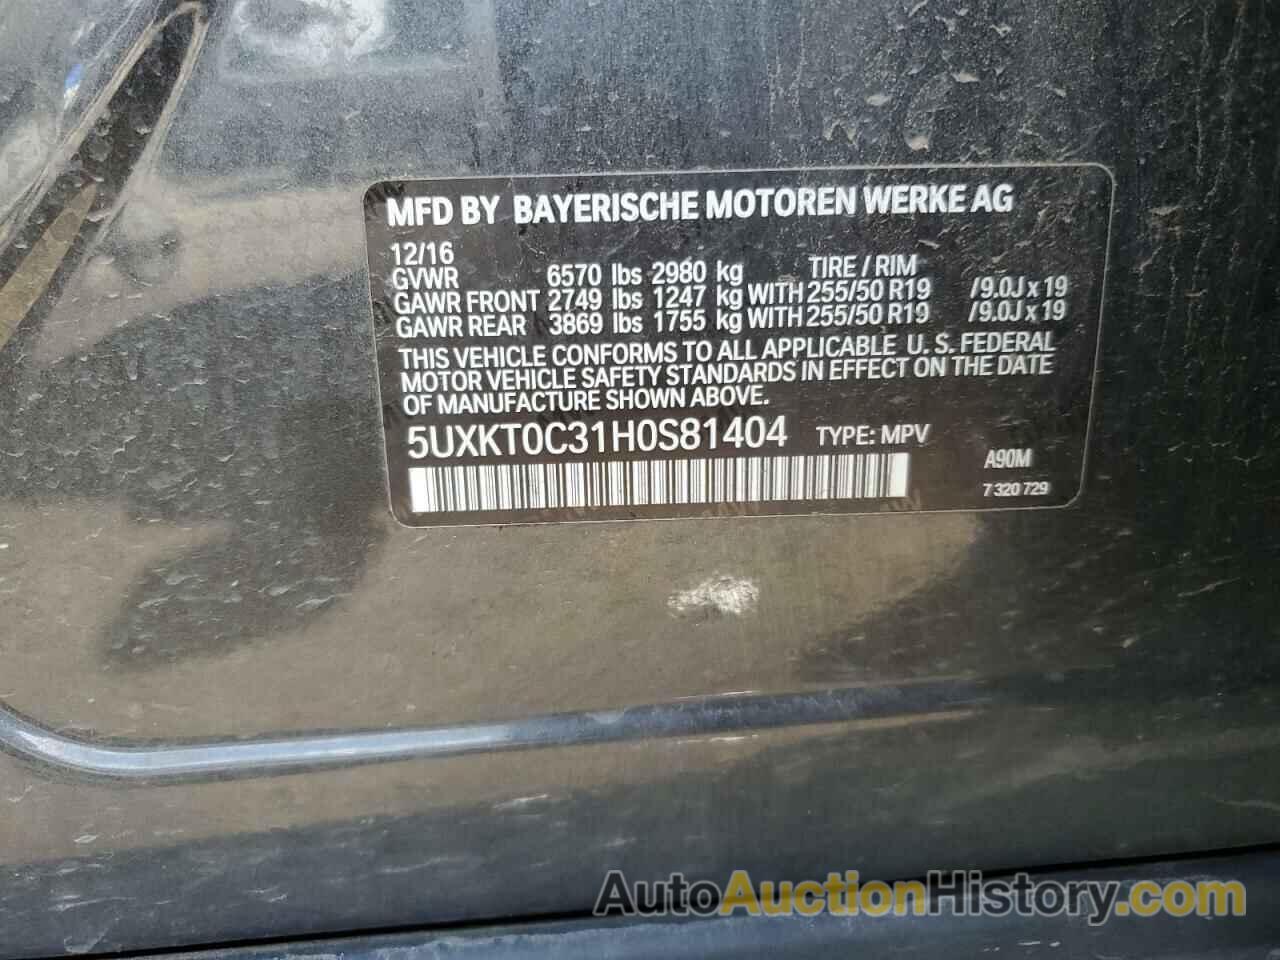 MFD BY BAYERISCHE MOTOREN WERKE AG
12/16
GVWR 6570 lbs 2980 kg TIRE / RIM
GAWR FRONT 2749 lbs 1247 kg WITH 255/50 R19 /9.0J x 19
GAWR REAR 3869 lbs 1755 kg WITH 255/50 R19 /9.0J x 19
THIS VEHICLE CONFORMS TO ALL APPLICABLE U.S. FEDERAL
MOTOR VEHICLE SAFETY STANDARDS IN EFFECT ON THE DATE
OF MANUFACTURE SHOWN ABOVE.
5UXKT0C31H0S81404 TYPE: MPV
A90M
7 320 729
AutoAuctionHistory.com